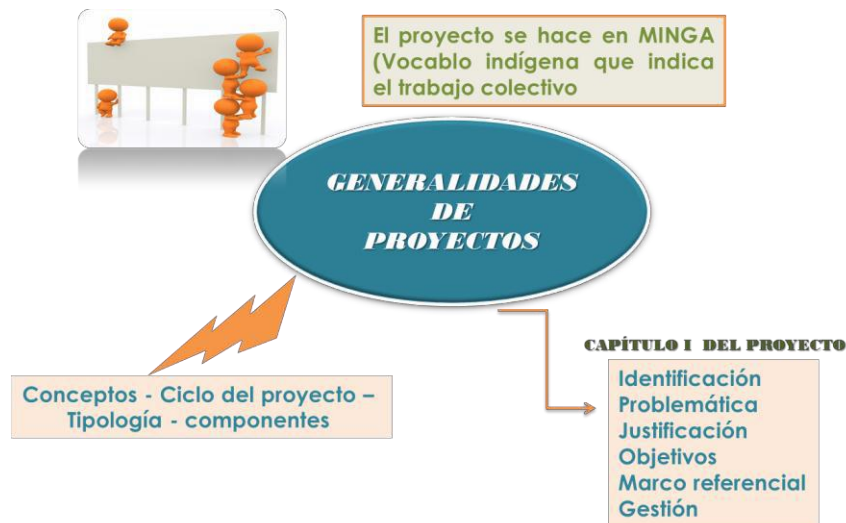 El proyecto se hace en MINGA
(Vocablo indígena que indica
el trabajo colectivo
GENERALIDADES
DE
PROYECTOS
CAPÍTULO I DEL PROYECTO
Conceptos - Ciclo del proyecto –
Tipología - componentes
Identificación
Problemática
Justificación
Objetivos
Marco referencial
Gestión